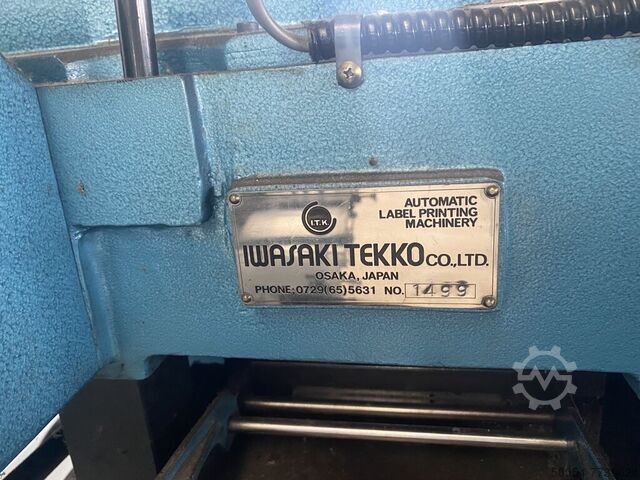 I.T.K
AUTOMATIC
LABEL PRINTING
MACHINERY
IWASAKI TEKKO CO.,LTD.
OSAKA, JAPAN
PHONE:0729(65)5631 NO. 1499